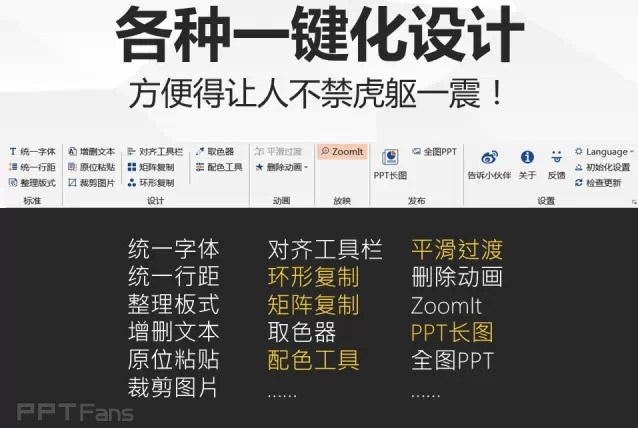 各种一键化设计
方便得让人不禁虎躯一震！
统一字体 增删文本 对齐工具栏 取色器 平滑过渡 ZoomIt 全图PPT Language
统一行距 原位粘贴 矩阵复制 配色工具 删除动画 PPT长图 告诉小伙伴 关于 反馈 初始化设置
整理版式 裁剪图片 环形复制 检查更新
标准 设计 动画 放映 发布 设置
统一字体 对齐工具栏 平滑过渡
统一行距 环形复制 删除动画
整理板式 矩阵复制 ZoomIt
增删文本 取色器 PPT长图
原位粘贴 配色工具 全图PPT
裁剪图片 ...... ......
PPTFans